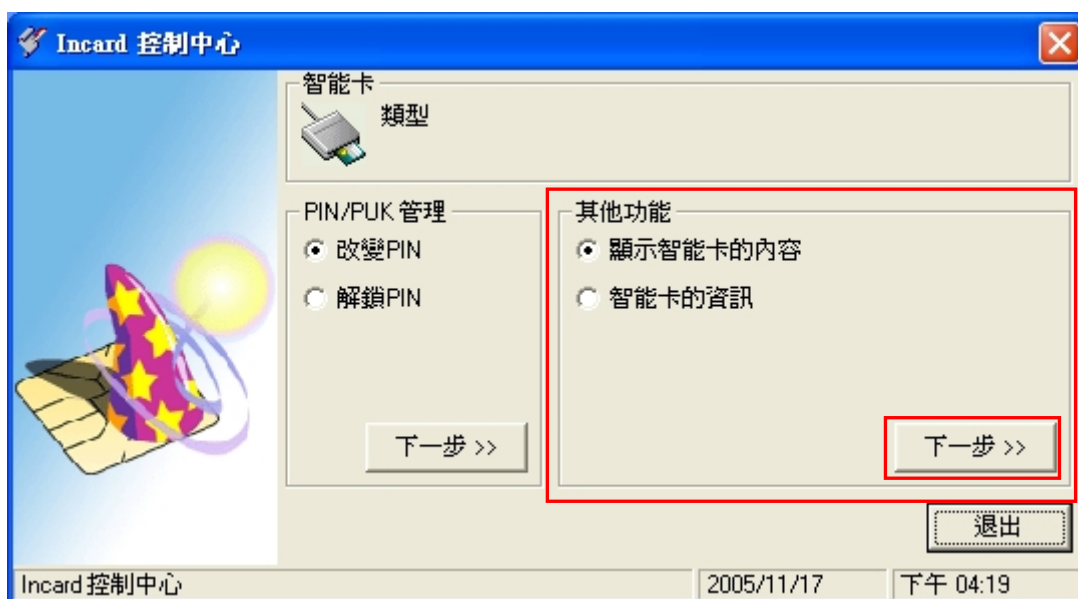 Incard 控制中心
智能卡
類型
PIN/PUK 管理
改變PIN
解鎖PIN
下一步 >>
其他功能
顯示智能卡的內容
智能卡的資訊
下一步 >>
退出
Incard 控制中心 2005/11/17 下午 04:19